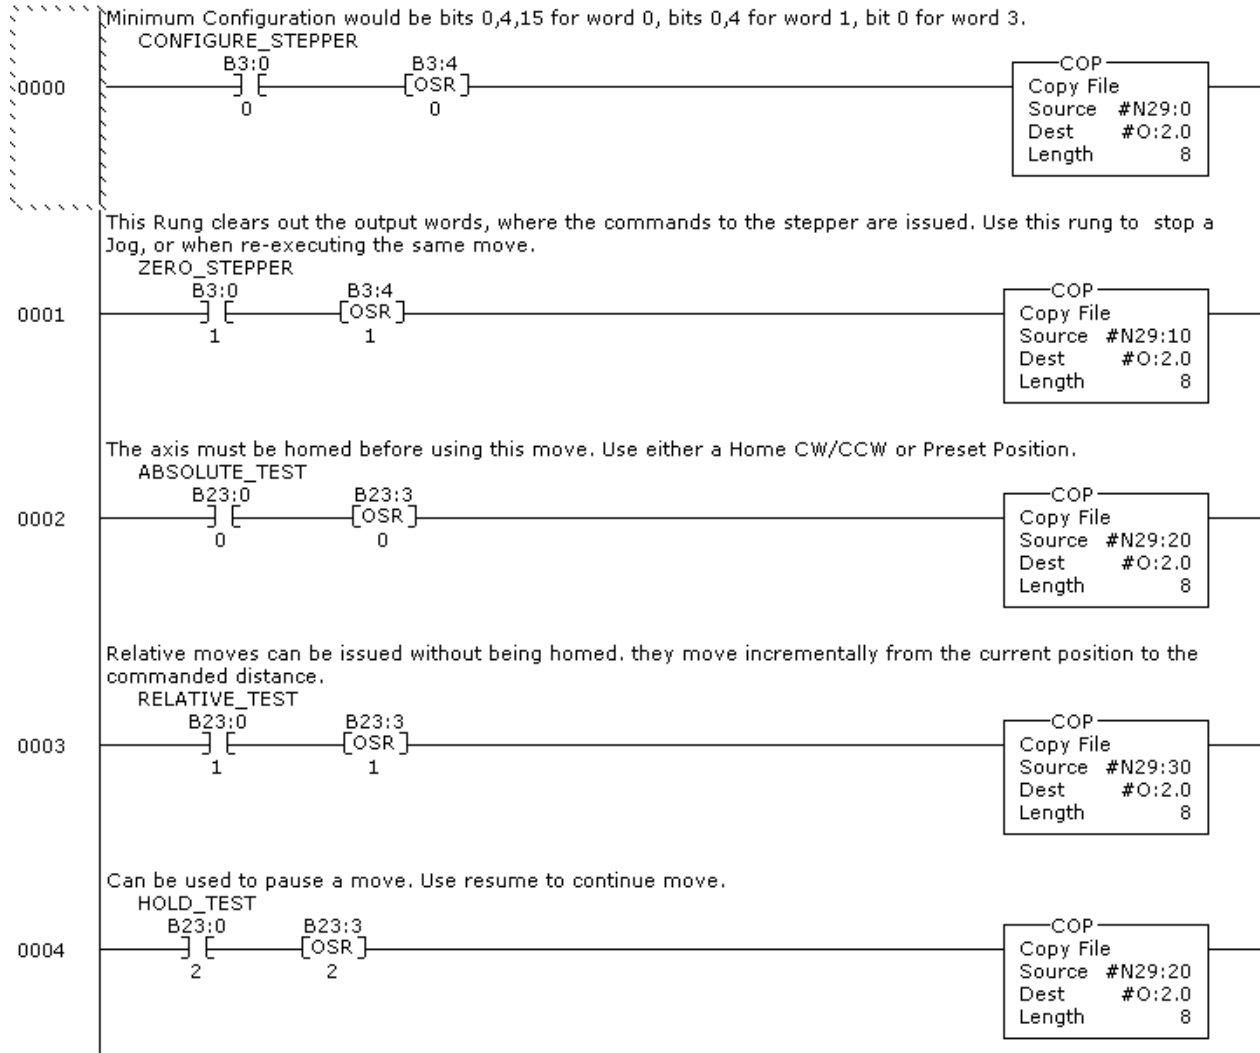 Minimum Configuration would be bits 0,4,15 for word 0, bits 0,4 for word 1, bit 0 for word 3.
CONFIGURE_STEPPER
B3:0 B3:4 COP
0000 OSR Copy File
0 0 Source #N29:0
Dest #O:2.0
Length 8
This Rung clears out the output words, where the commands to the stepper are issued. Use this rung to stop a
Jog, or when re-executing the same move.
ZERO_STEPPER
B3:0 B3:4 COP
0001 OSR Copy File
1 1 Source #N29:10
Dest #O:2.0
Length 8
The axis must be homed before using this move. Use either a Home CW/CCW or Preset Position.
ABSOLUTE_TEST
B23:0 B23:3 COP
0002 OSR Copy File
0 0 Source #N29:20
Dest #O:2.0
Length 8
Relative moves can be issued without being homed. they move incrementally from the current position to the
commanded distance.
RELATIVE_TEST
B23:0 B23:3 COP
0003 OSR Copy File
1 1 Source #N29:30
Dest #O:2.0
Length 8
Can be used to pause a move. Use resume to continue move.
HOLD_TEST
B23:0 B23:3 COP
0004 OSR Copy File
2 2 Source #N29:20
Dest #O:2.0
Length 8